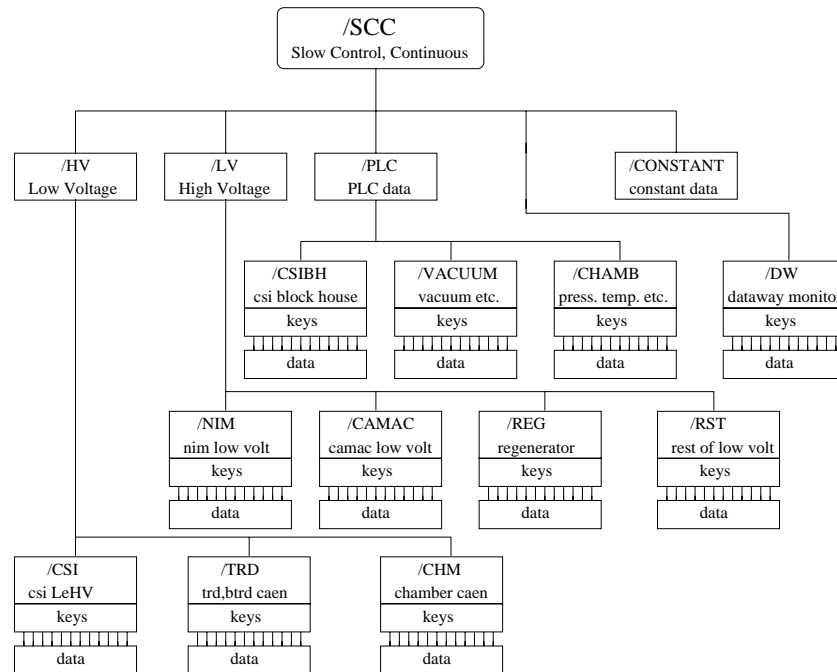 /SCC
Slow Control, Continuous
/HV
Low Voltage
/LV
High Voltage
/PLC
PLC data
/CONSTANT
constant data
/CSIBH
csi block house
keys
data
/VACUUM
vacuum etc.
keys
data
/CHAMB
press. temp. etc.
keys
data
/DW
dataway monitor
keys
data
/NIM
nim low volt
keys
data
/CAMAC
camac low volt
keys
data
/REG
regenerator
keys
data
/RST
rest of low volt
keys
data
/CSI
csi LeHV
keys
data
/TRD
trd,btrd caen
keys
data
/CHM
chamber caen
keys
data